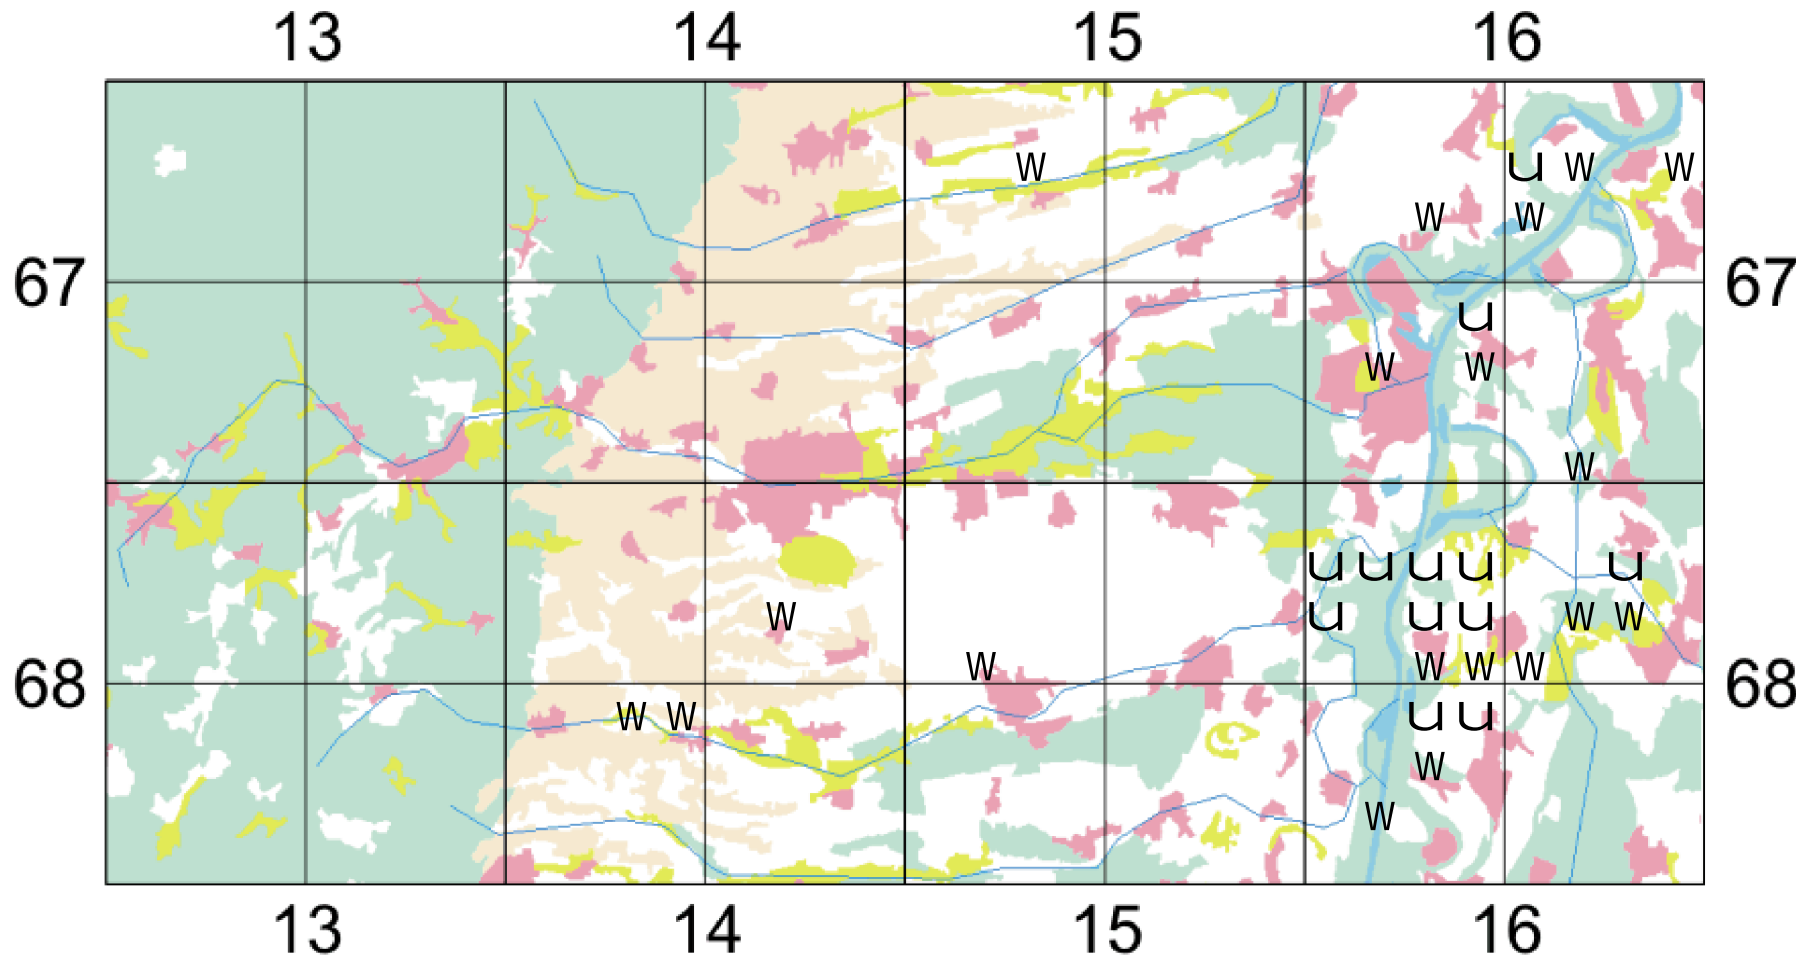 13 14 15 16
W u W W
W W
67 67
u
W W
W
u u u u u
W u u u W W
W W W W
68 68
W W u u
W
W
13 14 15 16